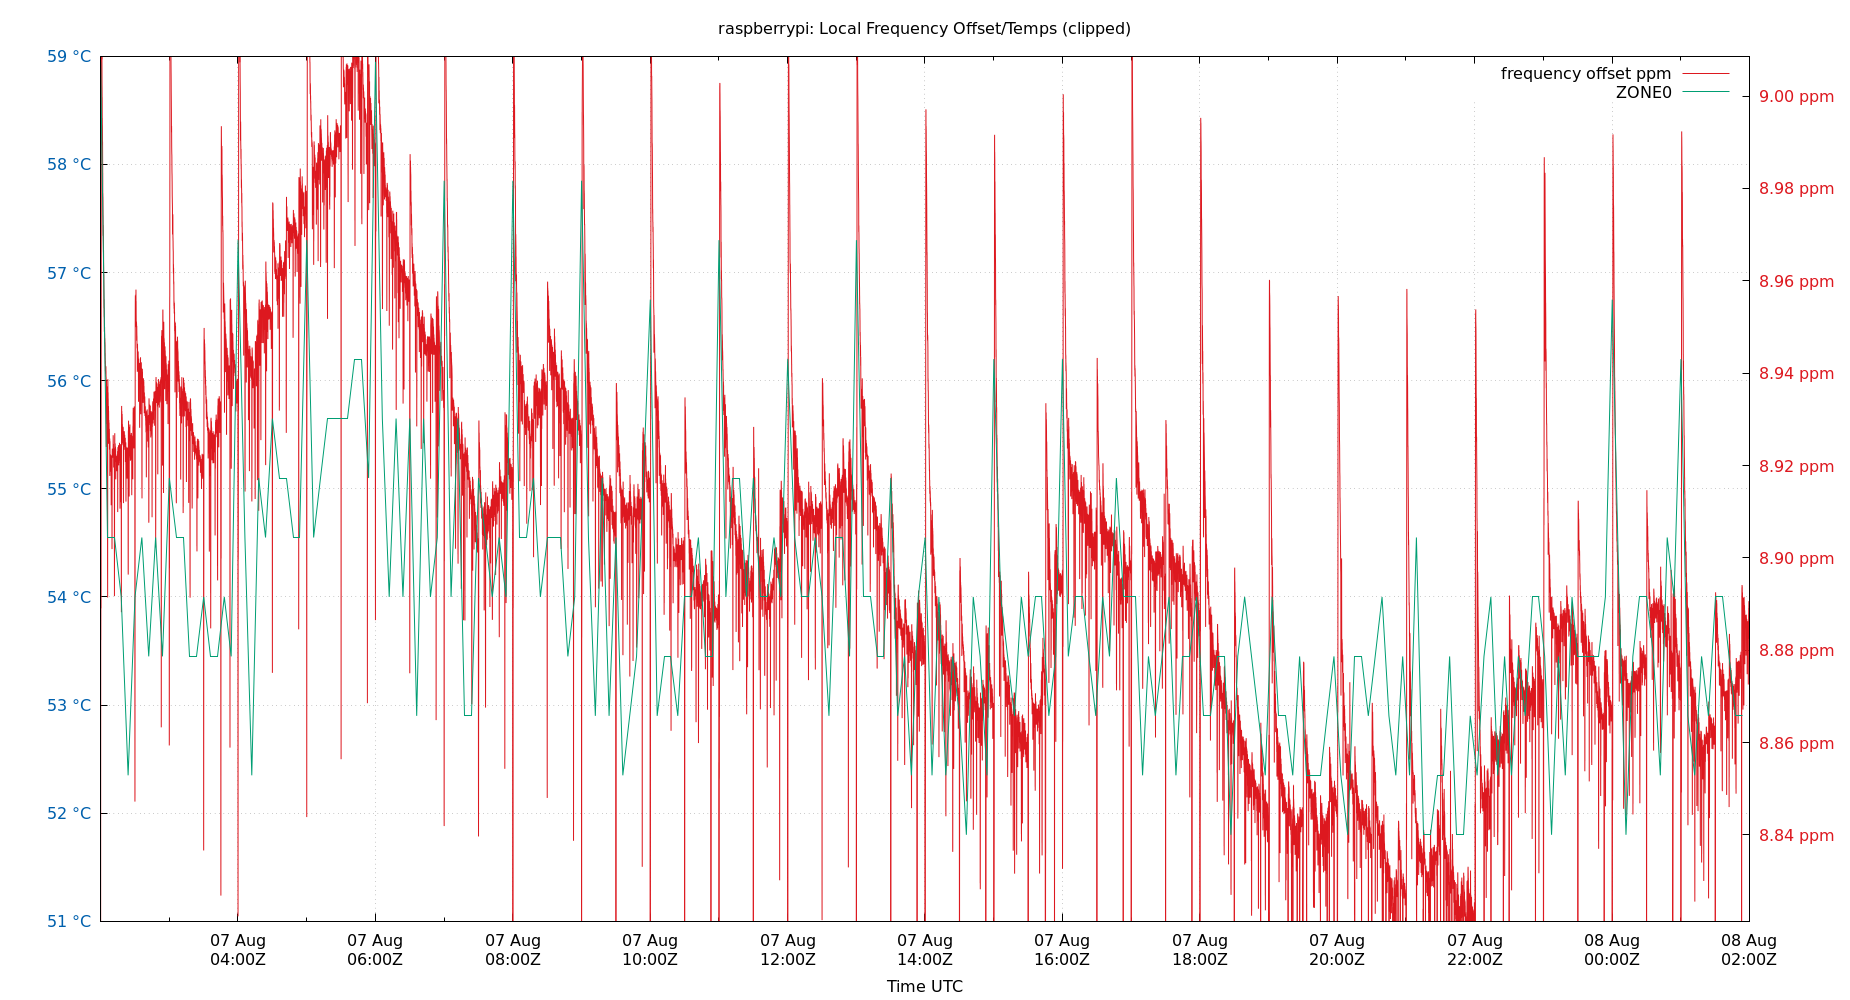 raspberrypi: Local Frequency Offset/Temps (clipped)
frequency offset ppm
ZONE0
59 °C
58 °C
57 °C
56 °C
55 °C
54 °C
53 °C
52 °C
51 °C
9.00 ppm
8.98 ppm
8.96 ppm
8.94 ppm
8.92 ppm
8.90 ppm
8.88 ppm
8.86 ppm
8.84 ppm
07 Aug 07 Aug 07 Aug 07 Aug 07 Aug 07 Aug 07 Aug 07 Aug 07 Aug 07 Aug 08 Aug 08 Aug
04:00Z 06:00Z 08:00Z 10:00Z 12:00Z 14:00Z 16:00Z 18:00Z 20:00Z 22:00Z 00:00Z 02:00Z
Time UTC